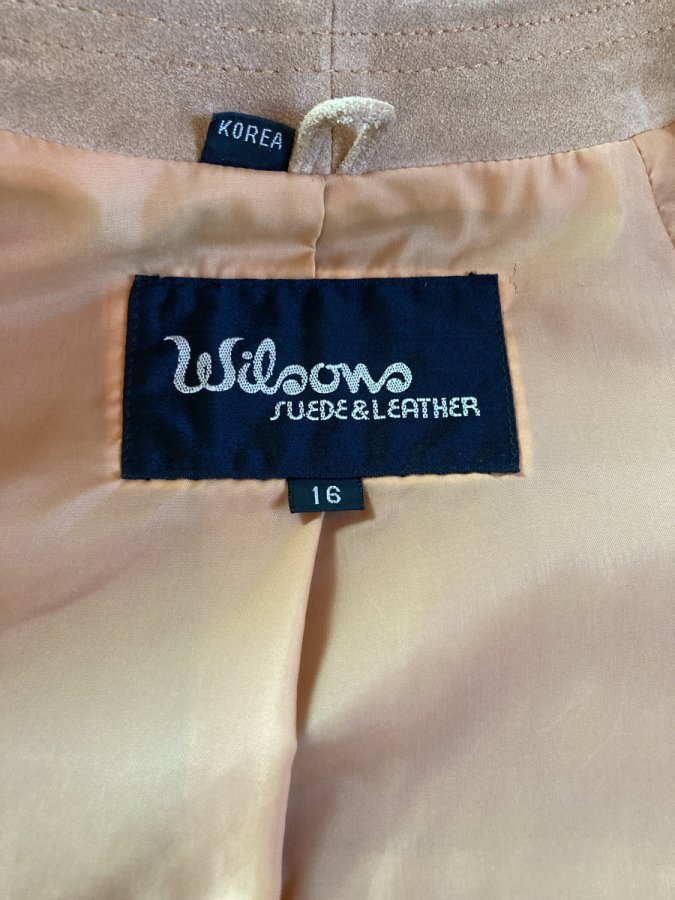 KOREA
Wilsons
SUEDE & LEATHER
16